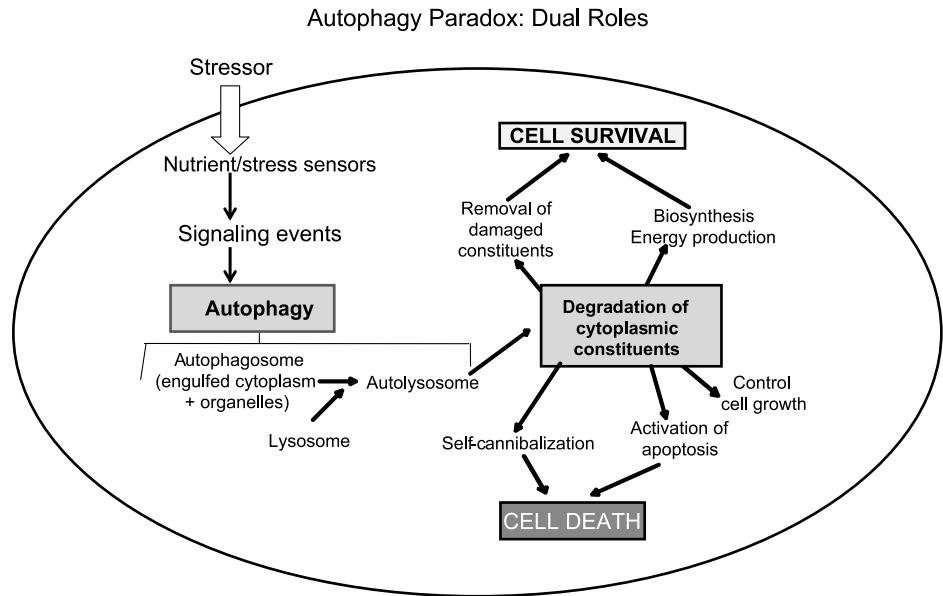 Autophagy Paradox: Dual Roles
Stressor
Nutrient/stress sensors
Signaling events
Autophagy
Autophagosome
(engulfed cytoplasm
+ organelles)
Lysosome
Autolysosome
CELL SURVIVAL
Removal of
damaged
constituents
Biosynthesis
Energy production
Degradation of
cytoplasmic
constituents
Control
cell growth
Self-cannibalization
Activation of
apoptosis
CELL DEATH